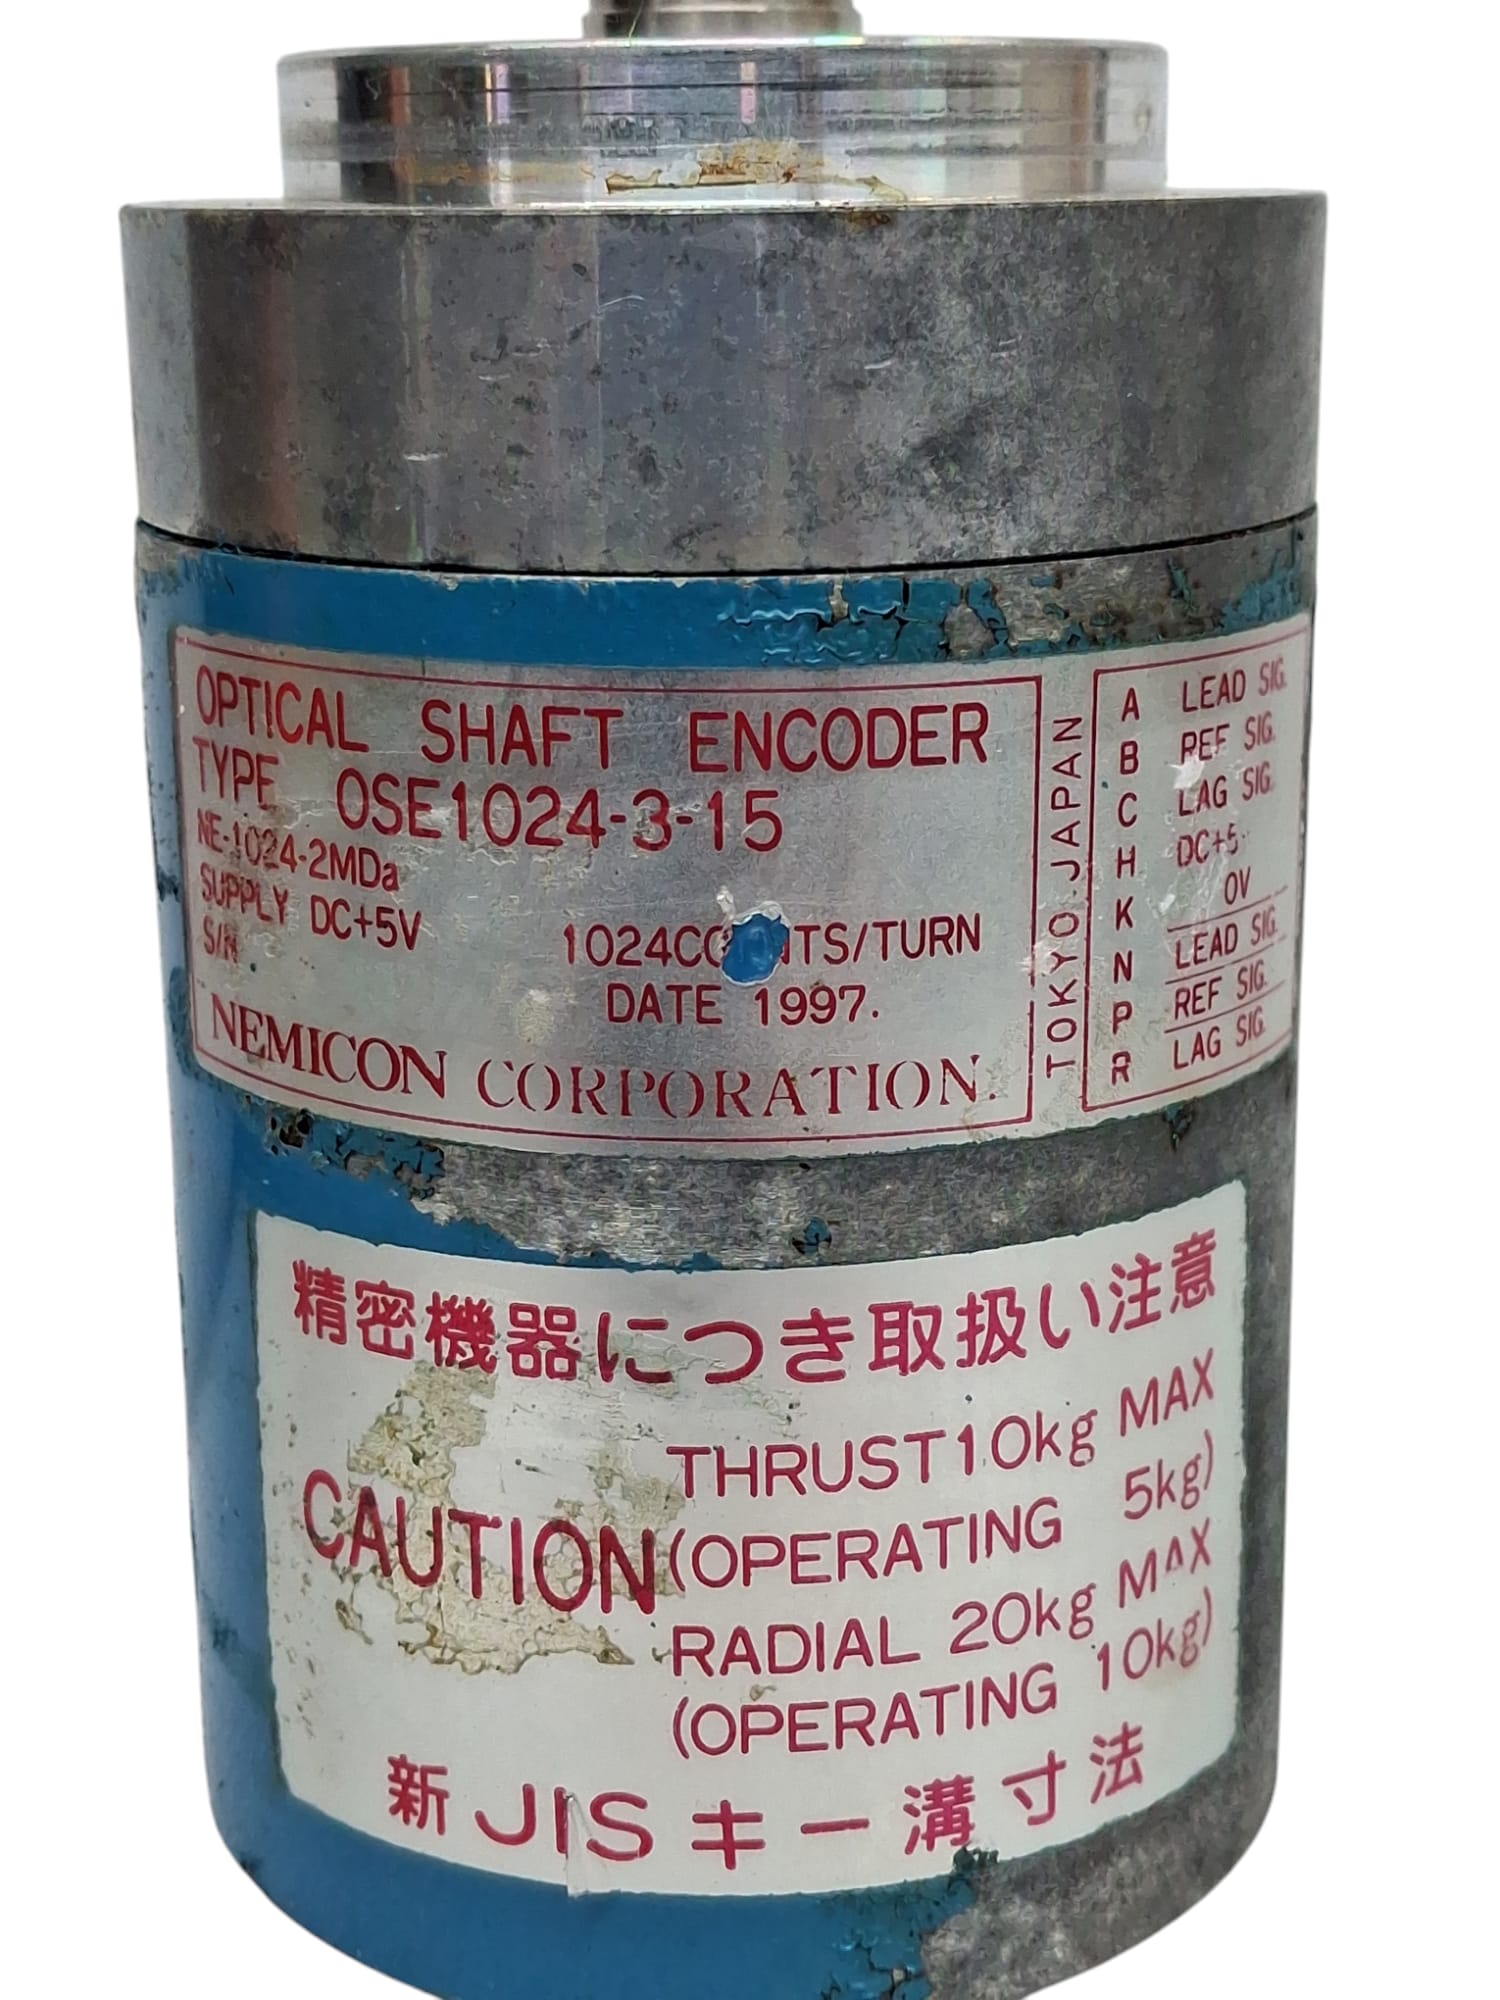 OPTICAL SHAFT ENCODER
TYPE OSE1024-3-15
NE-1024-2MDa
SUPPLY DC+5V
1024COUNTS/TURN
S/N
DATE 1997.
NEMICON CORPORATION.
TOKYO.JAPAN
A LEAD SIG.
B REF SIG.
C LAG SIG.
H DC+5
K 0V
N LEAD SIG.
P REF SIG.
R LAG SIG.
精密機器につき取扱い注意
CAUTION
THRUST 10kg MAX
(OPERATING 5kg)
RADIAL 20kg MAX
(OPERATING 10kg)
新JISキー溝寸法